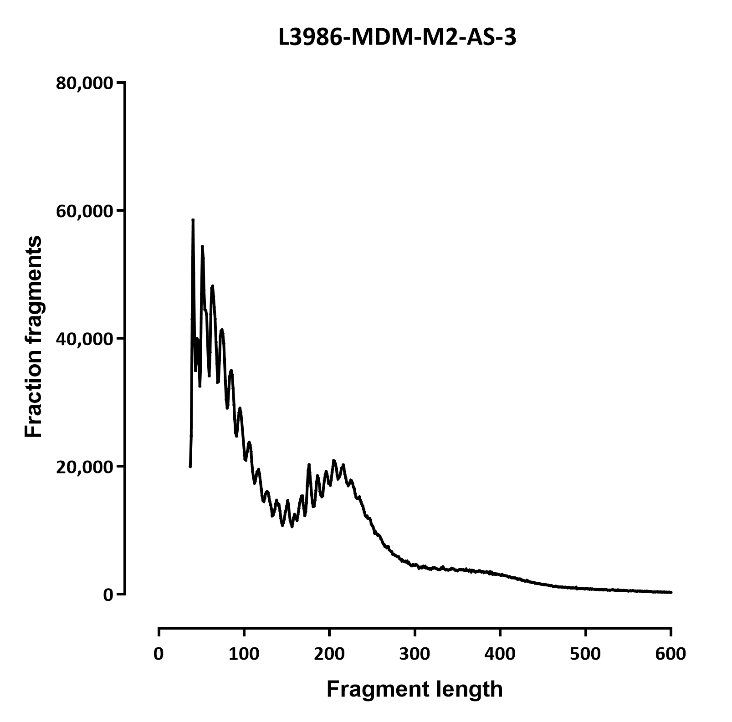 L3986-MDM-M2-AS-3
80,000
60,000
40,000
20,000
0
Fraction fragments
0 100 200 300 400 500 600
Fragment length